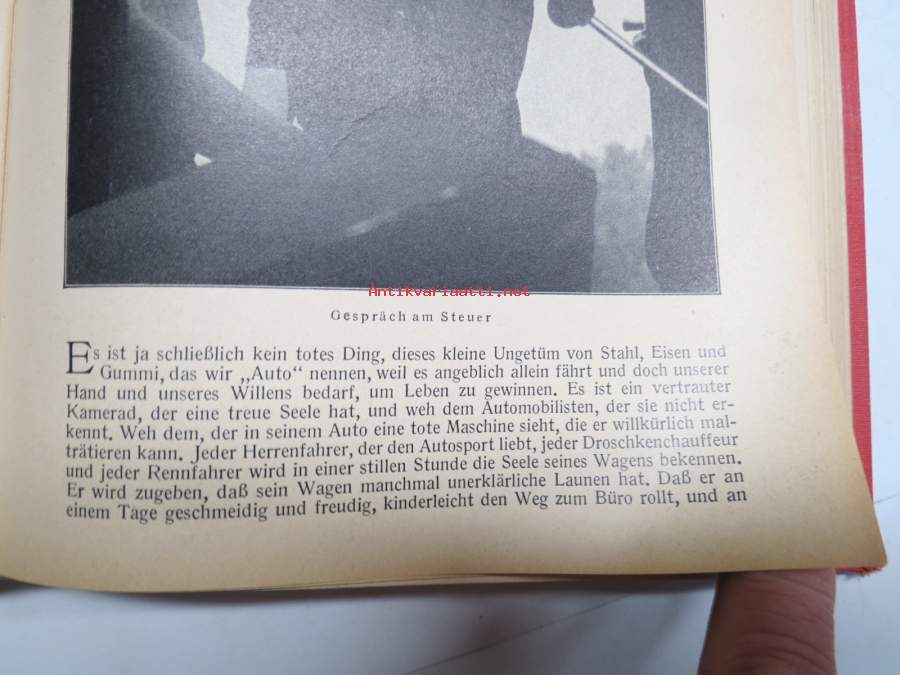 Antikvariaatti.net
Gespräch am Steuer
Es ist ja schließlich kein totes Ding, dieses kleine Ungetüm von Stahl, Eisen und
Gummi, das wir „Auto“ nennen, weil es angeblich allein fährt und doch unserer
Hand und unseres Willens bedarf, um Leben zu gewinnen. Es ist ein vertrauter
Kamerad, der eine treue Seele hat, und weh dem Automobilisten, der sie nicht er-
kennt. Weh dem, der in seinem Auto eine tote Maschine sieht, die er willkürlich mal-
trätieren kann. Jeder Herrenfahrer, der den Autosport liebt, jeder Droschkenchauffeur
und jeder Rennfahrer wird in einer stillen Stunde die Seele seines Wagens bekennen.
Er wird zugeben, daß sein Wagen manchmal unerklärliche Launen hat. Daß er an
einem Tage geschmeidig und freudig, kinderleicht den Weg zum Büro rollt, und an